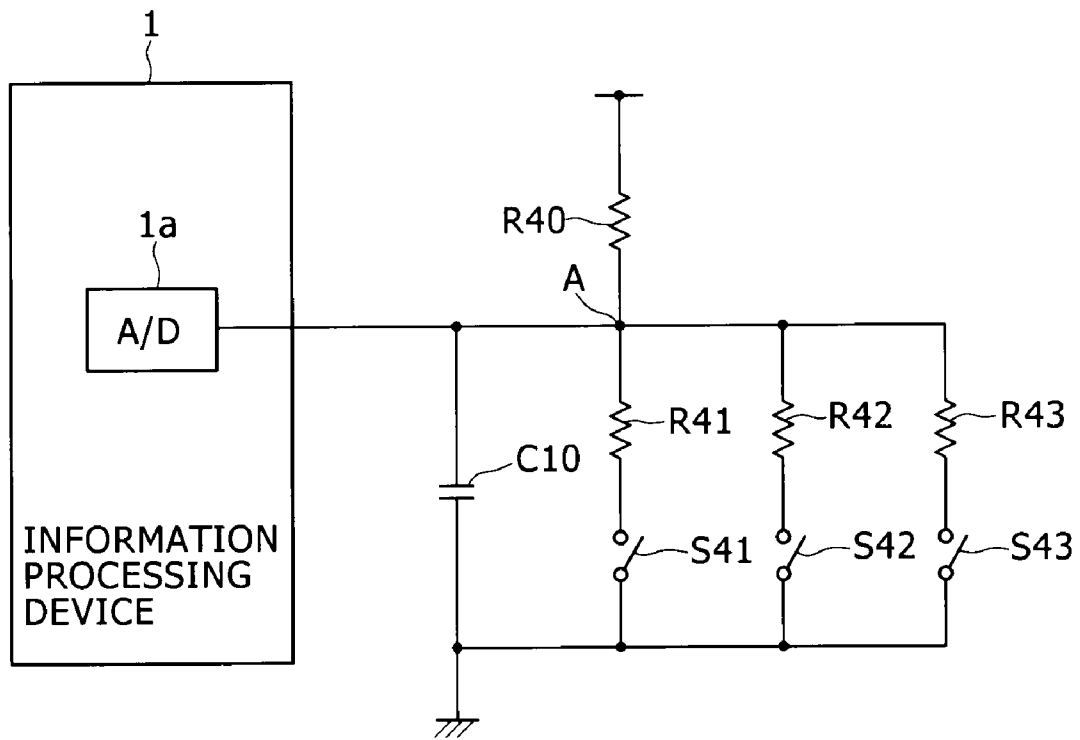 1
1a
A/D
INFORMATION
PROCESSING
DEVICE
R40
A
R41
R42
R43
C10
S41
S42
S43